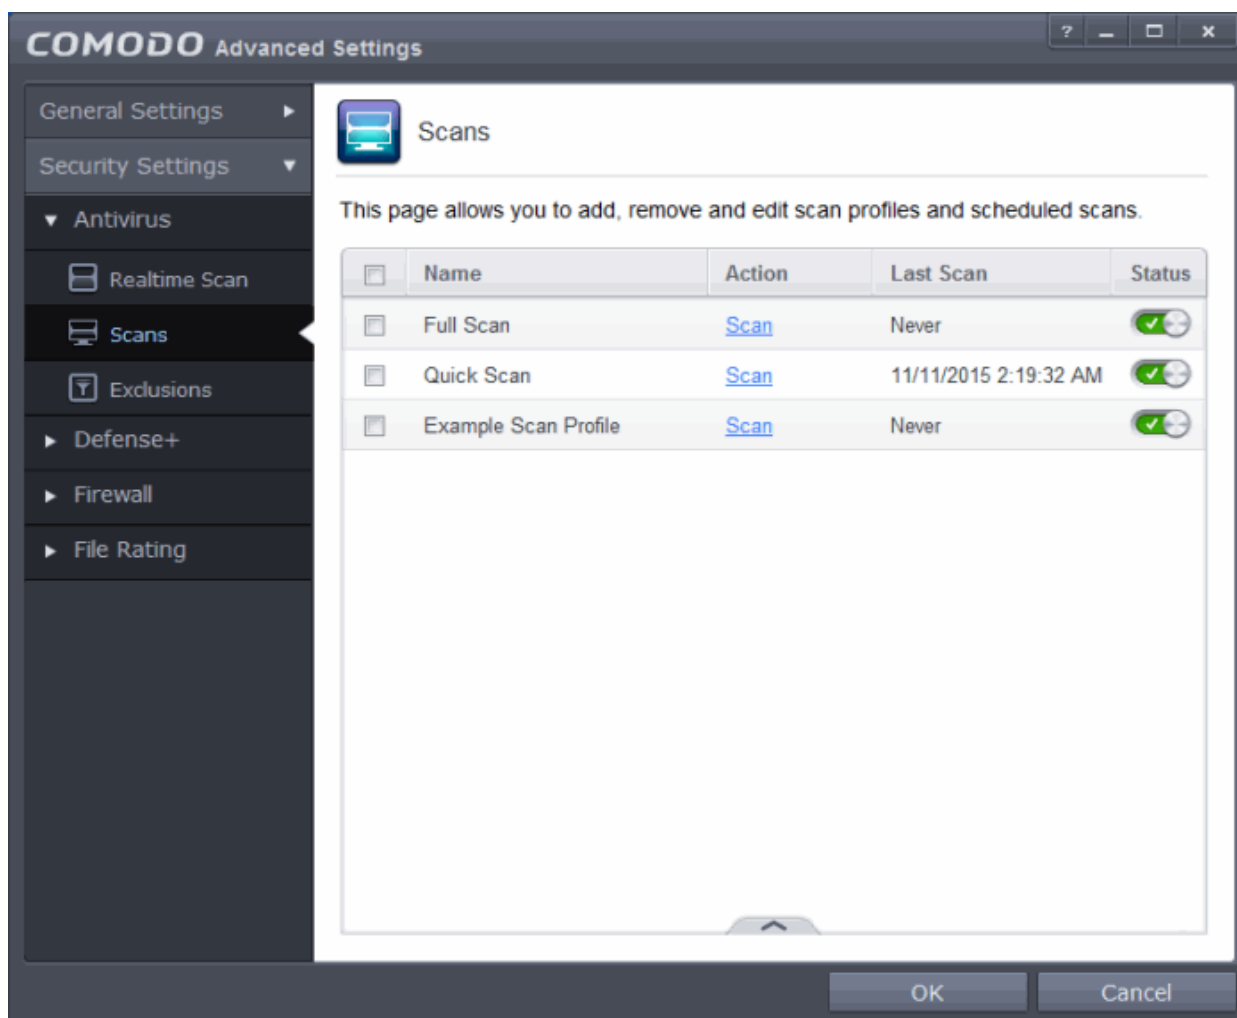 COMODO Advanced Settings
?
General Settings
Security Settings
Antivirus
Realtime Scan
Scans
Exclusions
Defense+
Firewall
File Rating
Scans
This page allows you to add, remove and edit scan profiles and scheduled scans.
Name Action Last Scan Status
Full Scan Scan Never
Quick Scan Scan 11/11/2015 2:19:32 AM
Example Scan Profile Scan Never
OK Cancel